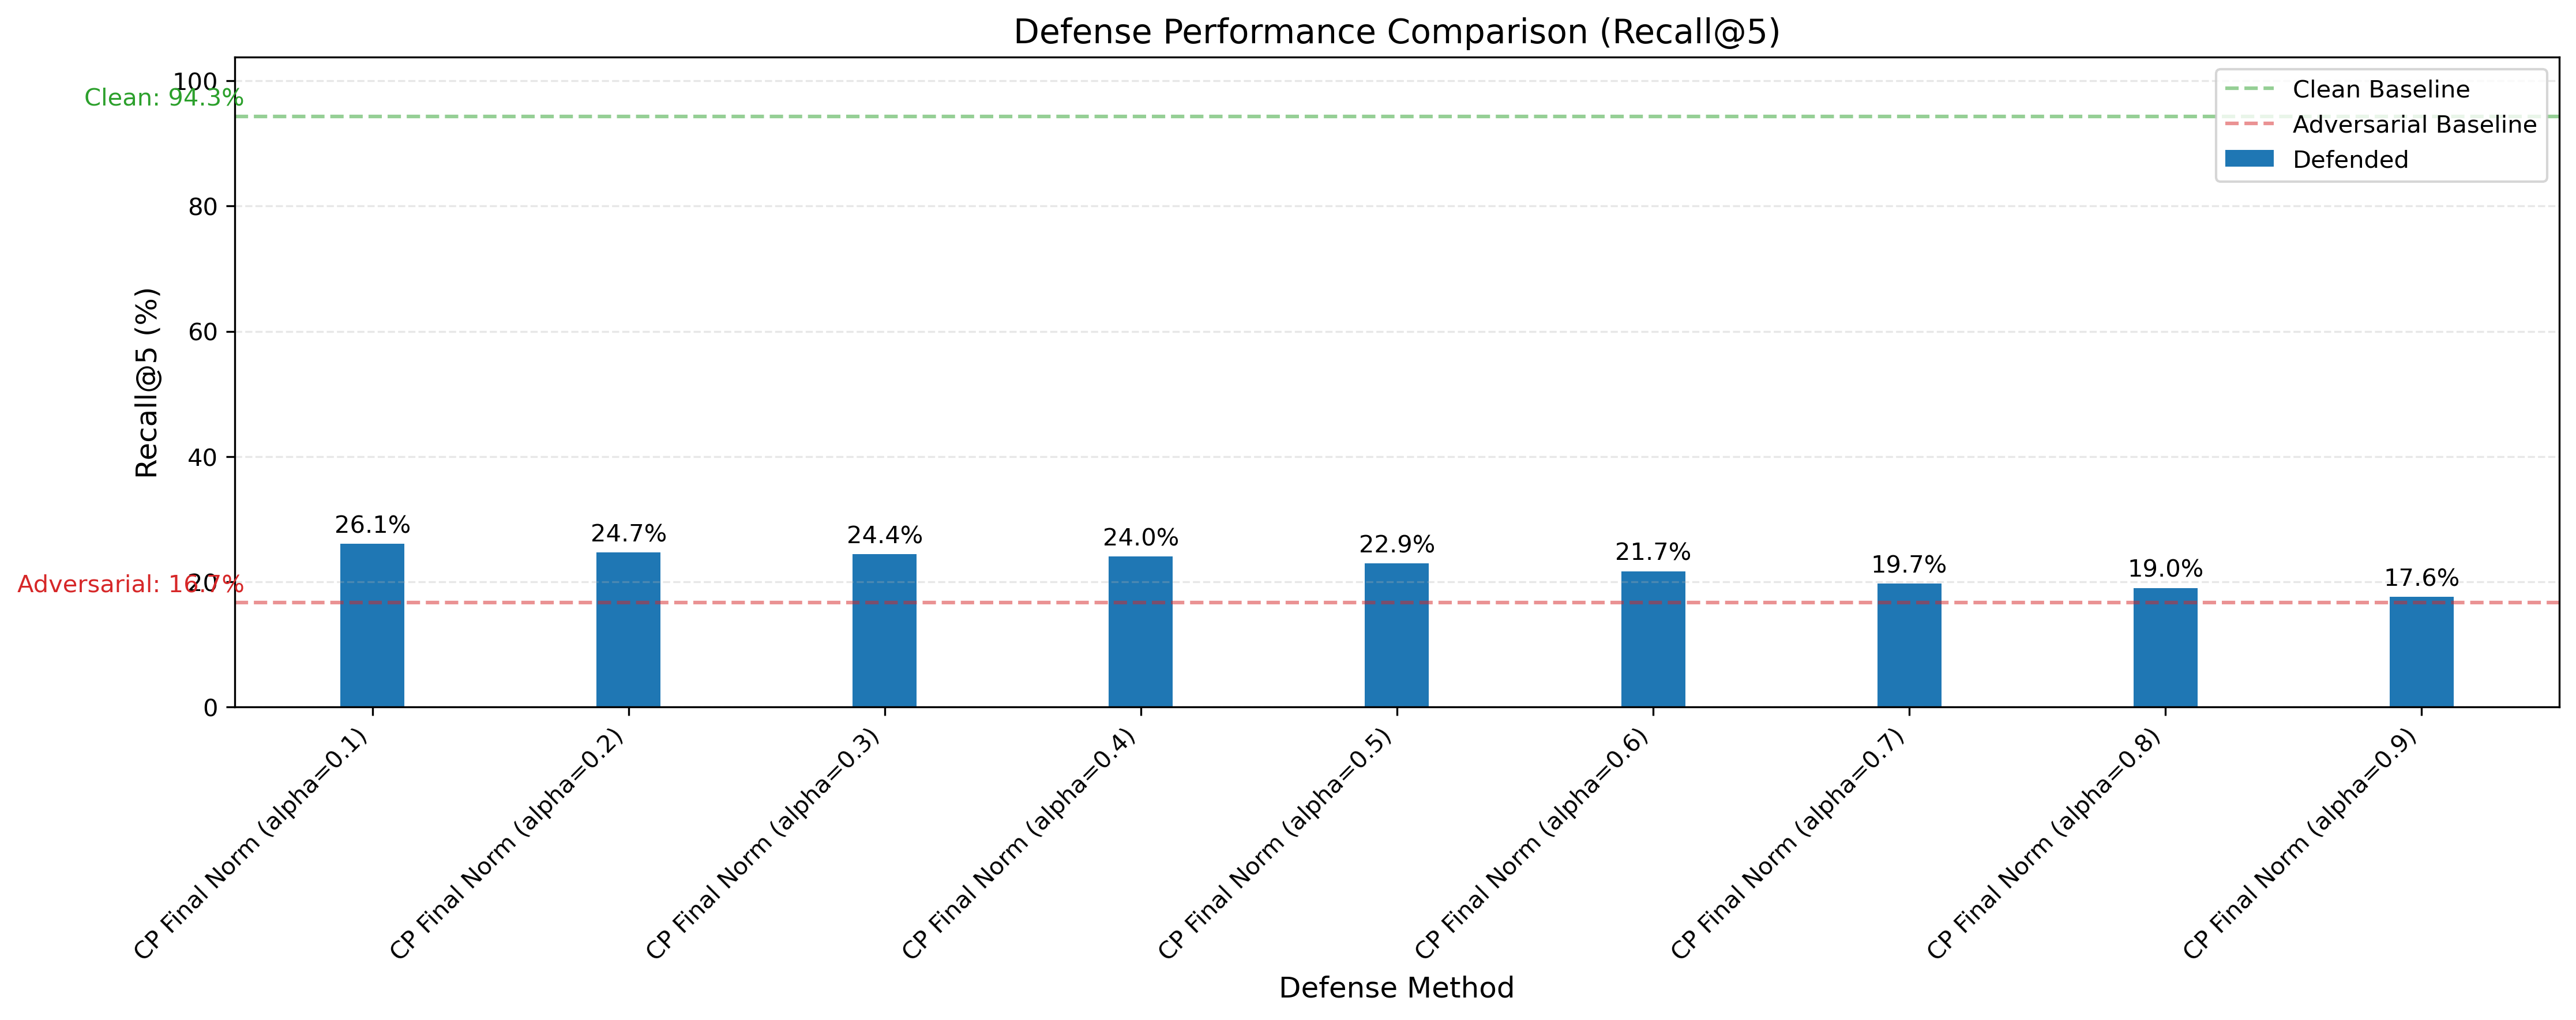 Defense Performance Comparison (Recall@5)
Clean: 94.3%
Adversarial: 16.7%
Recall@5 (%)
100
80
60
40
20
0
Clean Baseline
Adversarial Baseline
Defended
26.1%
24.7%
24.4%
24.0%
22.9%
21.7%
19.7%
19.0%
17.6%
CP Final Norm (alpha=0.1)
CP Final Norm (alpha=0.2)
CP Final Norm (alpha=0.3)
CP Final Norm (alpha=0.4)
CP Final Norm (alpha=0.5)
CP Final Norm (alpha=0.6)
CP Final Norm (alpha=0.7)
CP Final Norm (alpha=0.8)
CP Final Norm (alpha=0.9)
Defense Method